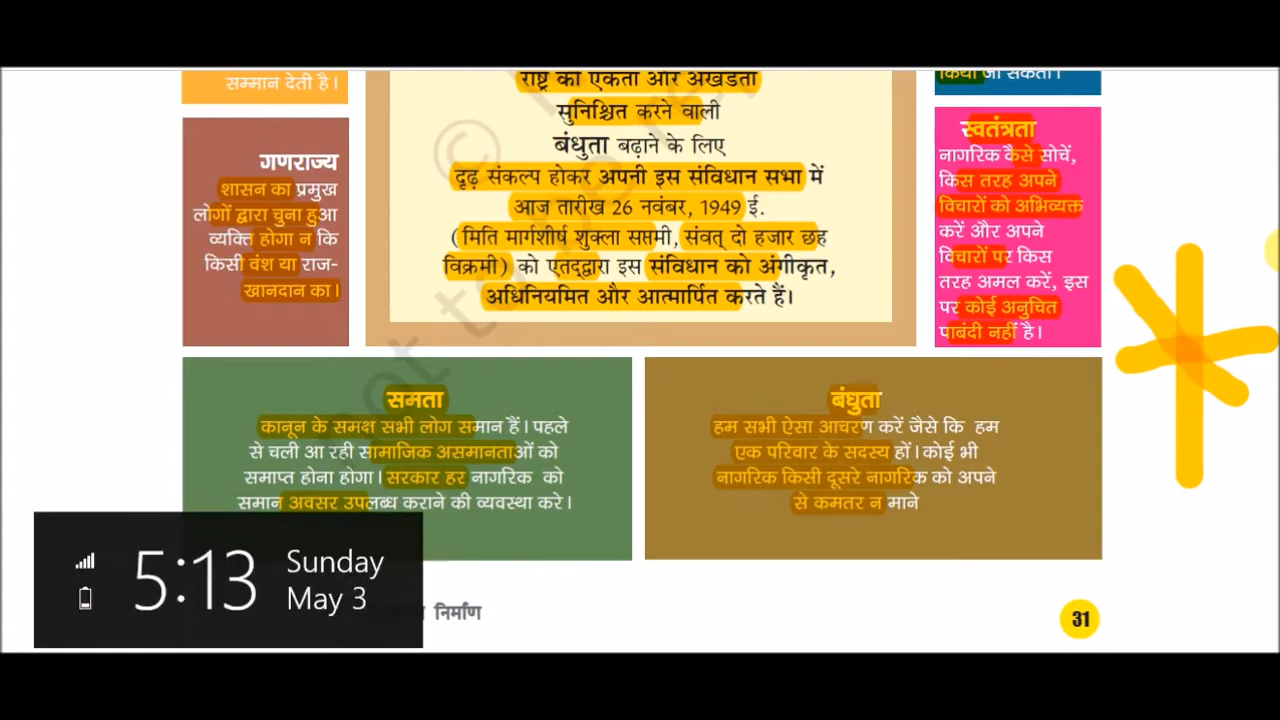 सम्मान देती है।
राष्ट्र की एकता और अखंडता
सुनिश्चित करने वाली
बंधुता बढ़ाने के लिए
दृढ़ संकल्प होकर अपनी इस संविधान सभा में
आज तारीख 26 नवंबर, 1949 ई.
(मिति मार्गशीर्ष शुक्ला सप्तमी, संवत् दो हजार छह
विक्रमी) को एतद्द्वारा इस संविधान को अंगीकृत,
अधिनियमित और आत्मार्पित करते हैं।
किया जा सकता।
गणराज्य
शासन का प्रमुख
लोगों द्वारा चुना हुआ
व्यक्ति होगा न कि
किसी वंश या राज-
खानदान का।
स्वतंत्रता
नागरिक कैसे सोचें,
किस तरह अपने
विचारों को अभिव्यक्त
करें और अपने
विचारों पर किस
तरह अमल करें, इस
पर कोई अनुचित
पाबंदी नहीं है।
समता
कानून के समक्ष सभी लोग समान हैं। पहले
से चली आ रही सामाजिक असमानताओं को
समाप्त होना होगा। सरकार हर नागरिक को
समान अवसर उपलब्ध कराने की व्यवस्था करे।
बंधुता
हम सभी ऐसा आचरण करें जैसे कि हम
एक परिवार के सदस्य हों। कोई भी
नागरिक किसी दूसरे नागरिक को अपने
से कमतर न माने
5:13
Sunday
May 3
निर्माण
31